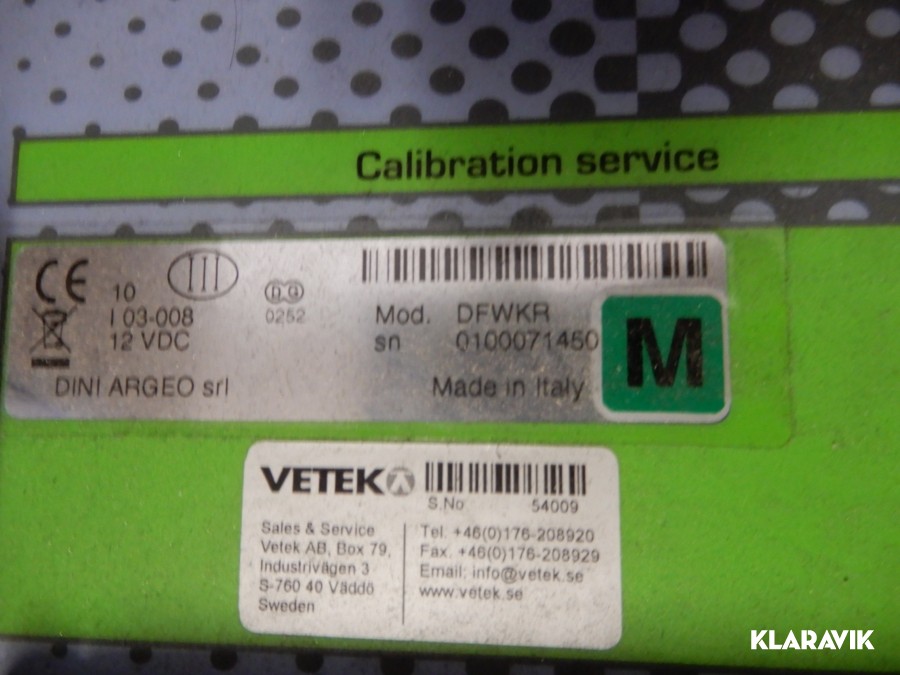 Calibration service
CE 10 III DG
0252
I 03-008
12 VDC
DINI ARGEO srl
Mod. DFWKR
sn 0100071450
Made in Italy
M
VETEK
S.No 54009
Sales & Service
Vetek AB, Box 79,
Industrivägen 3
S-760 40 Väddö
Sweden
Tel. +46(0)176-208920
Fax. +46(0)176-208929
Email: info@vetek.se
www.vetek.se
KLARAVIK